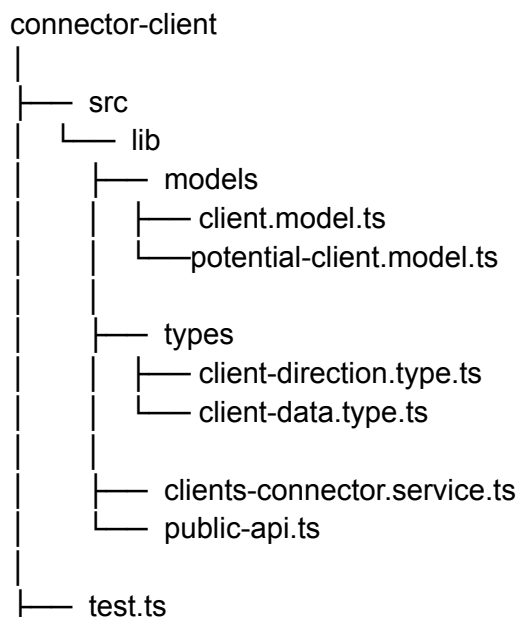 connector-client
src
lib
models
client.model.ts
potential-client.model.ts
types
client-direction.type.ts
client-data.type.ts
clients-connector.service.ts
public-api.ts
test.ts